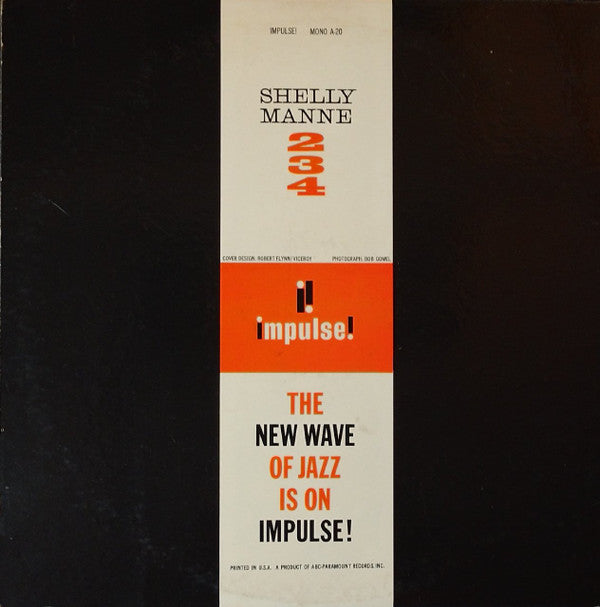 IMPULSE! MONO A-20
SHELLY
MANNE
2
3
4
COVER DESIGN: ROBERT FLYNN/VICEROY PHOTOGRAPH: BOB GOMEL
i!
impulse!
THE
NEW WAVE
OF JAZZ
IS ON
IMPULSE!
PRINTED IN U.S.A. A PRODUCT OF ABC-PARAMOUNT RECORDS, INC.